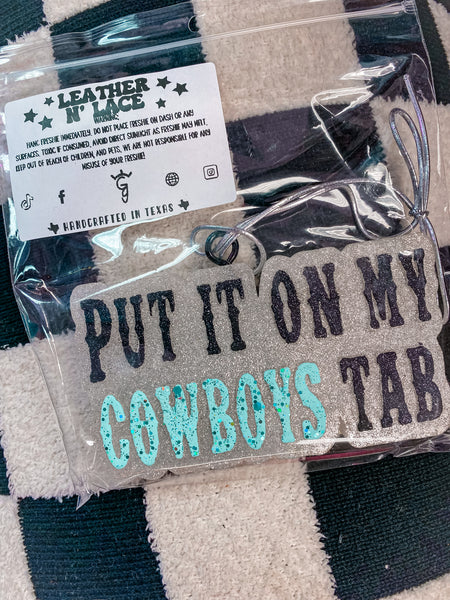 LEATHER
N' LACE
HANG FRESHIE IMMEDIATELY. DO NOT PLACE FRESHIE ON DASH OR ANY
SURFACES, TOXIC IF CONSUMED, AVOID DIRECT SUNLIGHT AS FRESHIE MAY MELT,
KEEP OUT OF REACH OF CHILDREN, AND PETS, WE ARE NOT RESPONSIBLE FOR ANY
MISUSE OF YOUR FRESHIE!
HANDCRAFTED IN TEXAS
PUT IT ON MY
COWBOYS TAB